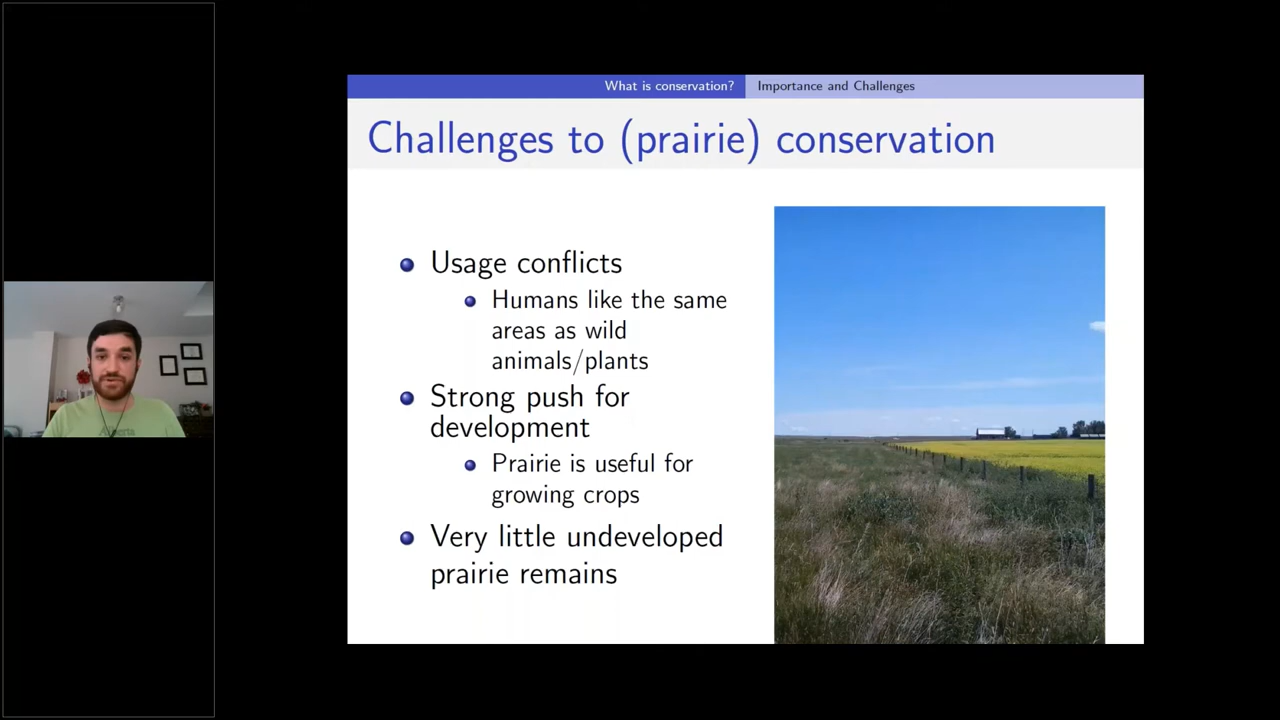 What is conservation? Importance and Challenges
Challenges to (prairie) conservation
Usage conflicts
Humans like the same
areas as wild
animals/plants
Strong push for
development
Prairie is useful for
growing crops
Very little undeveloped
prairie remains
Alberta